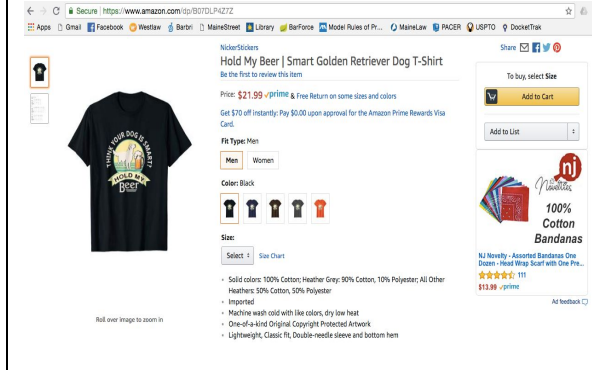 Secure https://www.amazon.com/dp/B07DLP4Z7Z
Apps Gmail Facebook Westlaw Barbri MaineStreet Library BarForce Model Rules of Pr... MaineLaw PACER USPTO DocketTrak
NickerStickers
Hold My Beer | Smart Golden Retriever Dog T-Shirt
Be the first to review this item
Price: $21.99 prime & Free Return on some sizes and colors
Get $70 off instantly: Pay $0.00 upon approval for the Amazon Prime Rewards Visa
Card.
Fit Type: Men
Men Women
Color: Black
Size:
Select Size Chart
• Solid colors: 100% Cotton; Heather Grey: 90% Cotton, 10% Polyester; All Other
Heathers: 50% Cotton, 50% Polyester
• Imported
• Machine wash cold with like colors, dry low heat
• One-of-a-kind Original Copyright Protected Artwork
• Lightweight, Classic fit, Double-needle sleeve and bottom hem
THINK YOUR DOG IS SMART?
HOLD MY
Beer
Roll over image to zoom in
Share
To buy, select Size
Add to Cart
Add to List
nj
Novelties
100%
Cotton
Bandanas
NJ Novelty - Assorted Bandanas One
Dozen - Head Wrap Scarf with One Pre...
111
$13.99 prime
Ad feedback